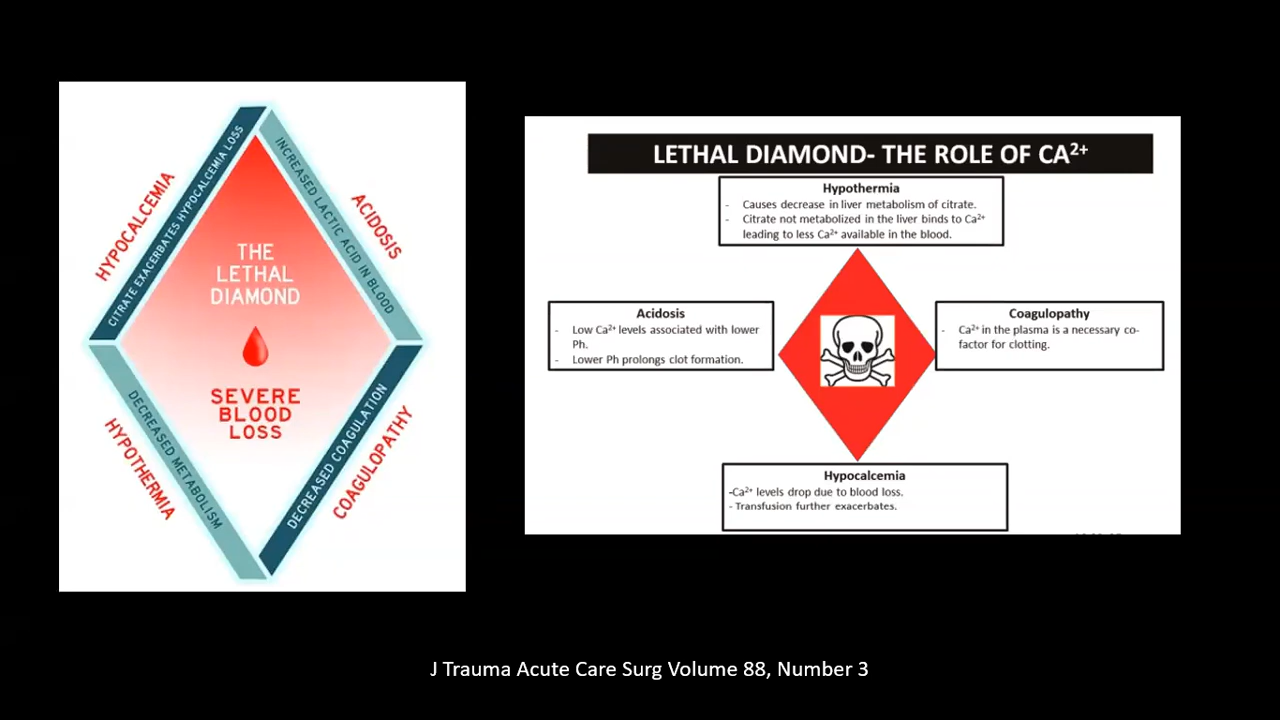 HYPOCALCEMIA
CITRATE EXACERBATES HYPOCALCEMIA LOSS
INCREASED LACTIC ACID IN BLOOD
ACIDOSIS
THE
LETHAL
DIAMOND
SEVERE
BLOOD
LOSS
HYPOTHERMIA
DECREASED METABOLISM
DECREASED COAGULATION
COAGULOPATHY
LETHAL DIAMOND- THE ROLE OF CA²⁺
Hypothermia
- Causes decrease in liver metabolism of citrate.
- Citrate not metabolized in the liver binds to Ca²⁺
leading to less Ca²⁺ available in the blood.
Acidosis
- Low Ca²⁺ levels associated with lower
Ph.
- Lower Ph prolongs clot formation.
Coagulopathy
- Ca²⁺ in the plasma is a necessary co-
factor for clotting.
Hypocalcemia
-Ca²⁺ levels drop due to blood loss.
- Transfusion further exacerbates.
J Trauma Acute Care Surg Volume 88, Number 3